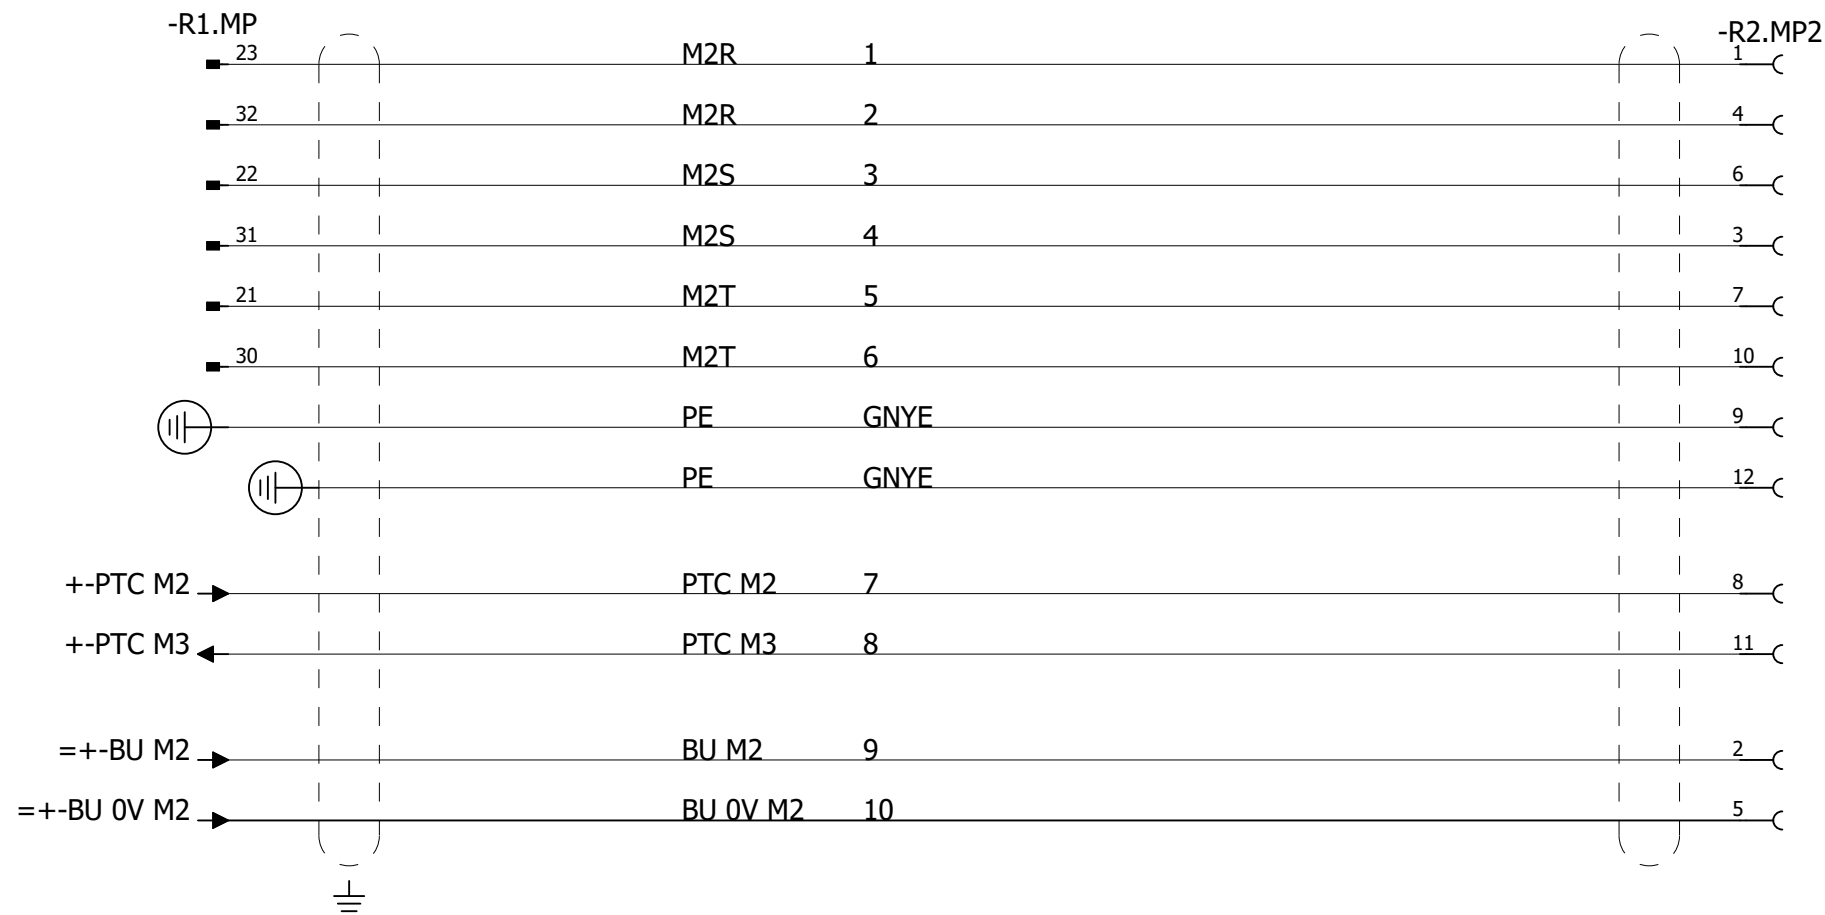 -R1.MP -R2.MP2
23 M2R 1 1
32 M2R 2 4
22 M2S 3 6
31 M2S 4 3
21 M2T 5 7
30 M2T 6 10
PE GNYE 9
PE GNYE 12
+-PTC M2 PTC M2 7 8
+-PTC M3 PTC M3 8 11
=+-BU M2 BU M2 9 2
=+-BU 0V M2 BU 0V M2 10 5